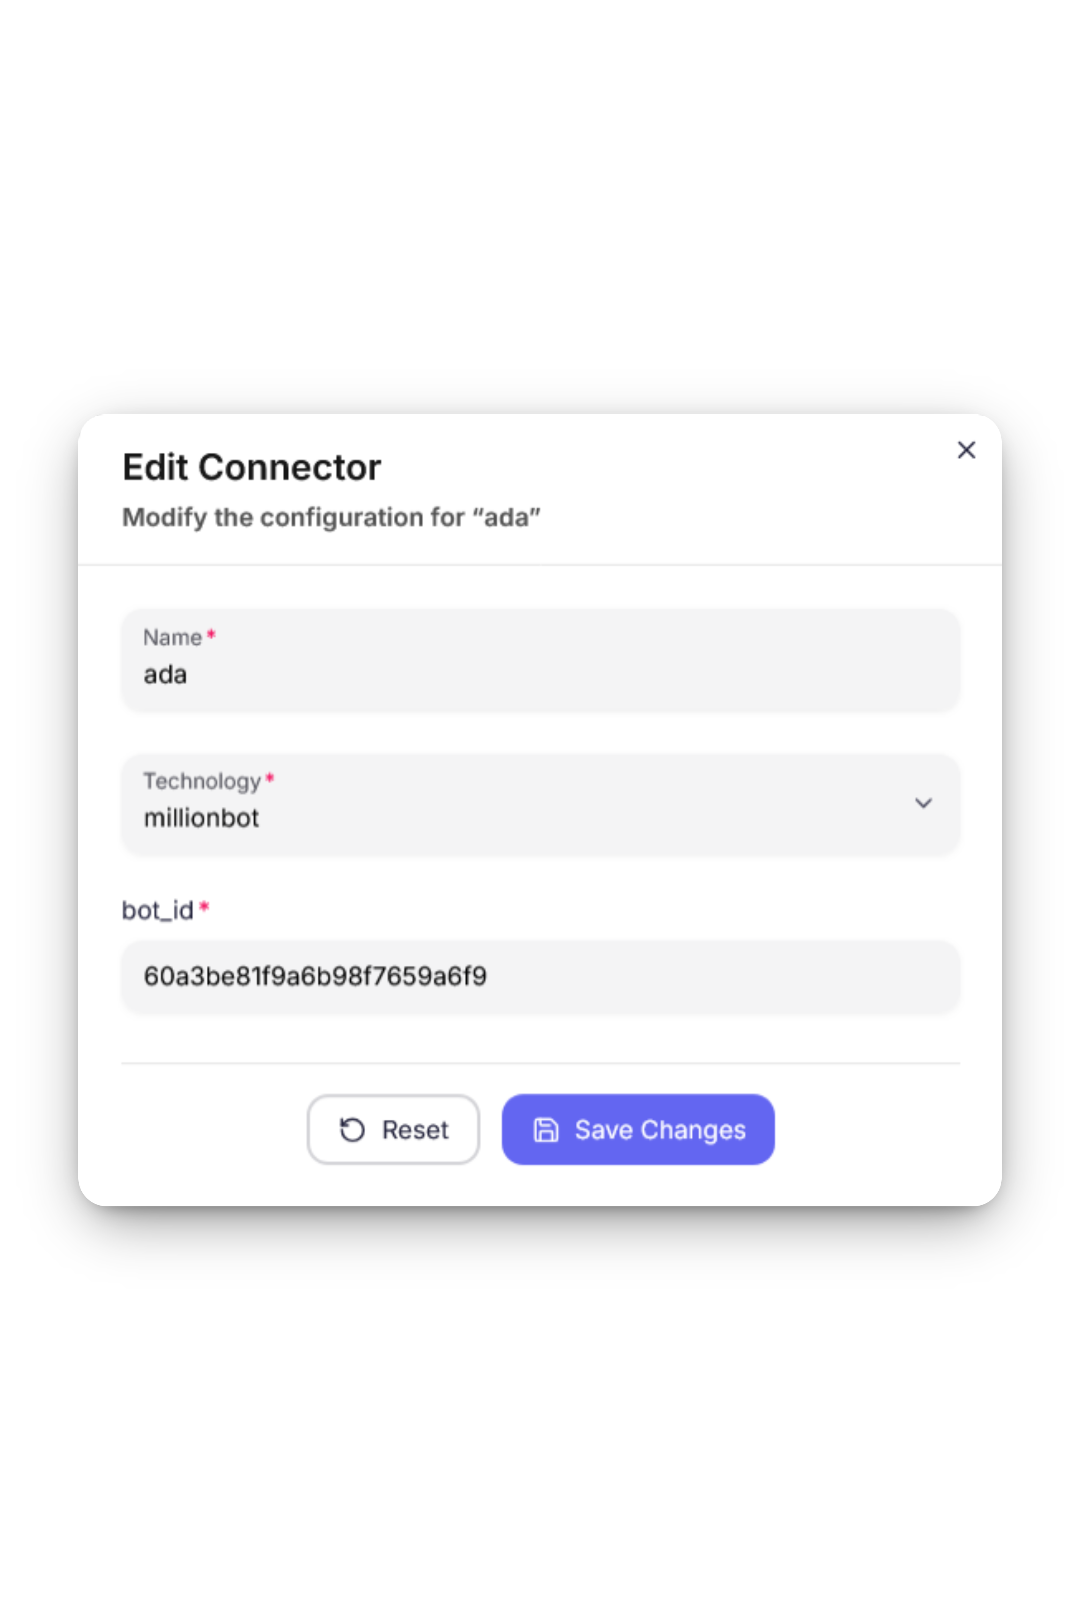 Edit Connector
Modify the configuration for “ada”
Name *
ada
Technology *
millionbot
bot_id *
60a3be81f9a6b98f7659a6f9
Reset
Save Changes